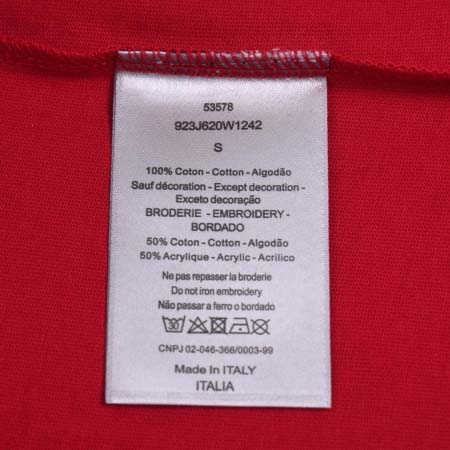 53578
923J620W1242
S
100% Coton - Cotton - Algodão
Sauf décoration - Except decoration -
Exceto decoração
BRODERIE - EMBROIDERY -
BORDADO
50% Coton - Cotton - Algodão
50% Acrylique - Acrylic - Acrilico
Ne pas repasser la broderie
Do not iron embroidery
Não passar a ferro o bordado
30
CNPJ 02-046-366/0003-99
Made In ITALY
ITALIA